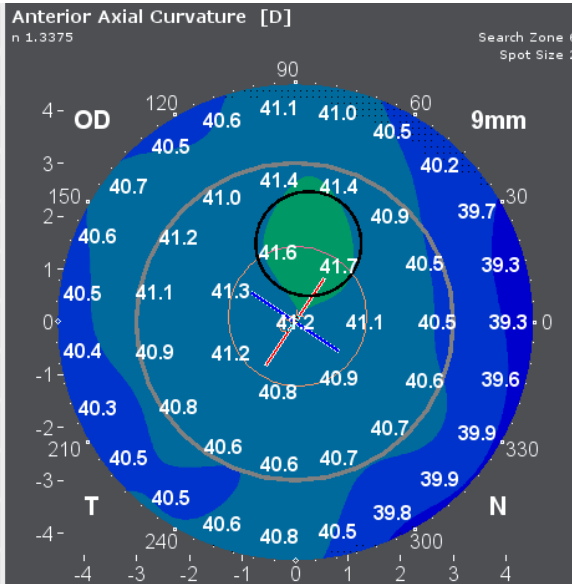 Anterior Axial Curvature [D]
n 1.3375
Search Zone
Spot Size
90
4 120 41.1 41.0 60
OD 40.6 40.5 9mm
40.5 40.2
3
41.4 41.4
150 40.7 41.0 40.9 39.7 30
2
40.6 41.2 41.6 41.7 40.5 39.3
1
40.5 41.1 41.3
0 41.2 41.1 40.5 39.3 0
40.4 40.9 41.2
-1 40.8 40.9 40.6 39.6
40.3 40.8
-2 40.7 39.9
210 40.5 40.6 40.6 40.7 330
-3 39.9
40.5
T 40.6 40.8 40.5 39.8 N
-4 240 300
-4 -3 -2 -1 0 1 2 3 4